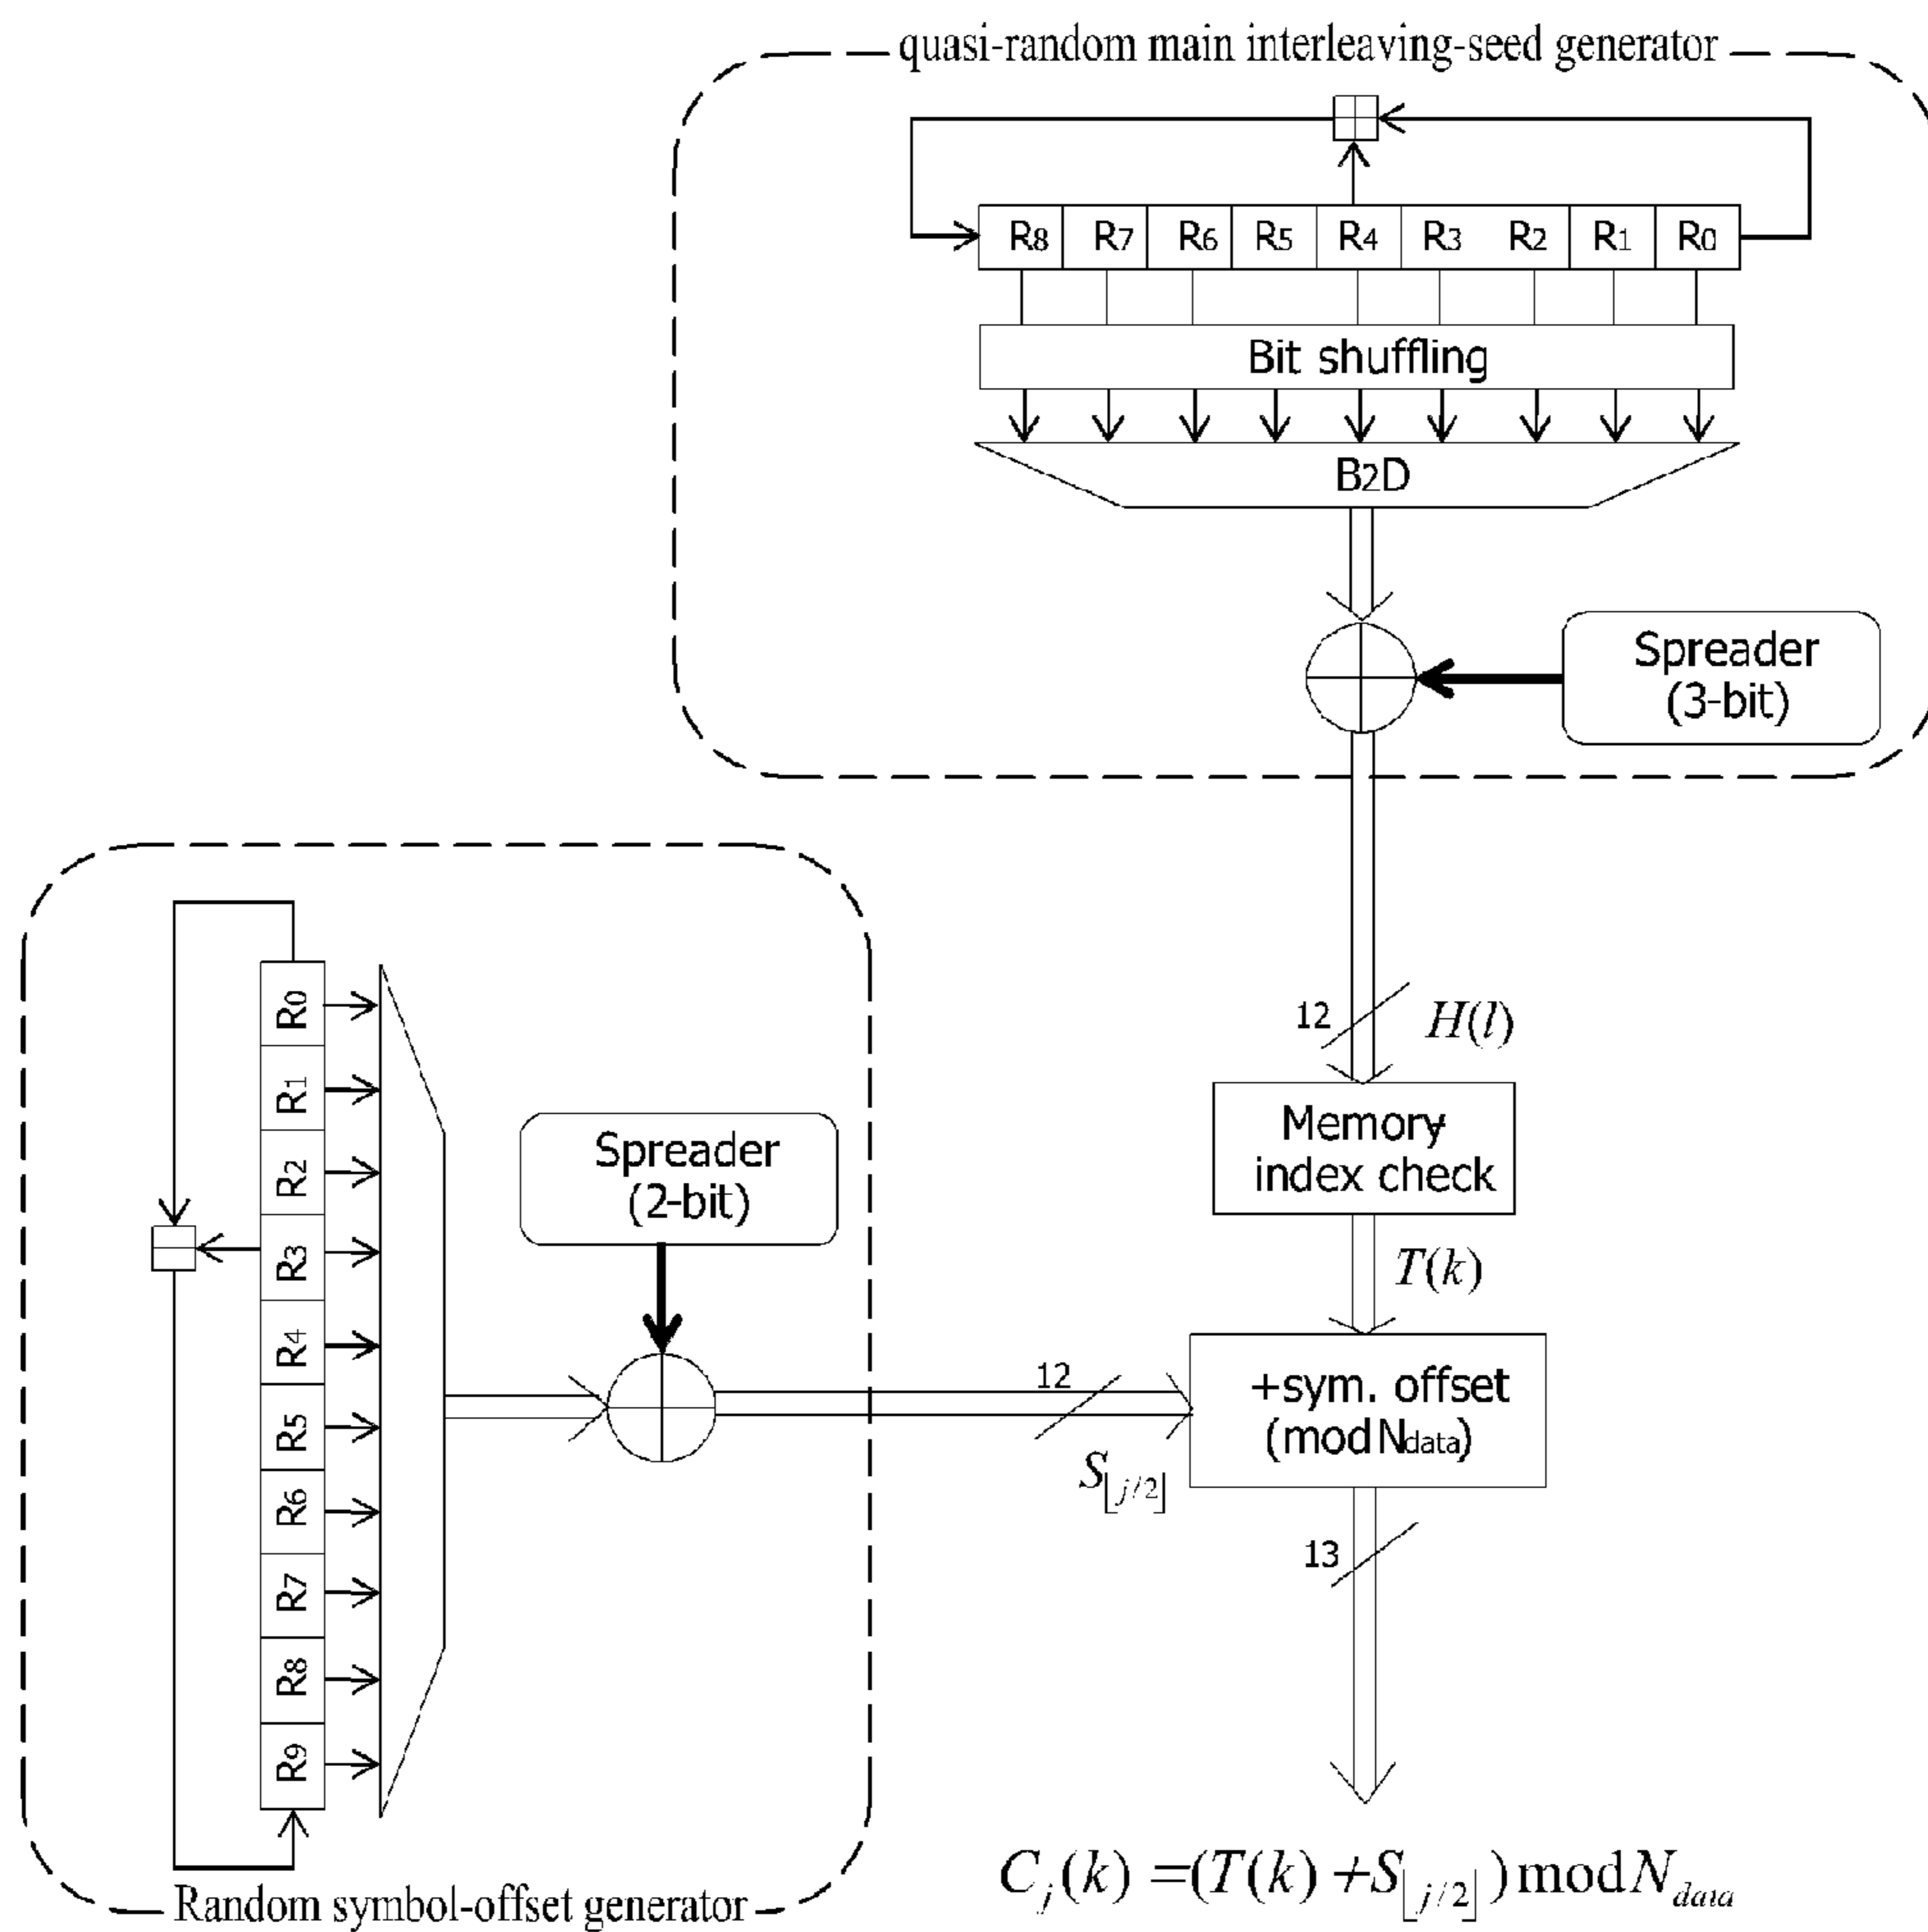 quasi-random main interleaving-seed generator
R8 R7 R6 R5 R4 R3 R2 R1 R0
Bit shuffling
B2D
Spreader
(3-bit)
12
H(l)
Memory
index check
T(k)
R0
R1
R2
R3
R4
R5
R6
R7
R8
R9
Spreader
(2-bit)
12
S⌊j/2⌋
+sym. offset
(mod Ndata)
13
Cj(k) =(T(k) +S⌊j/2⌋) mod Ndata
Random symbol-offset generator